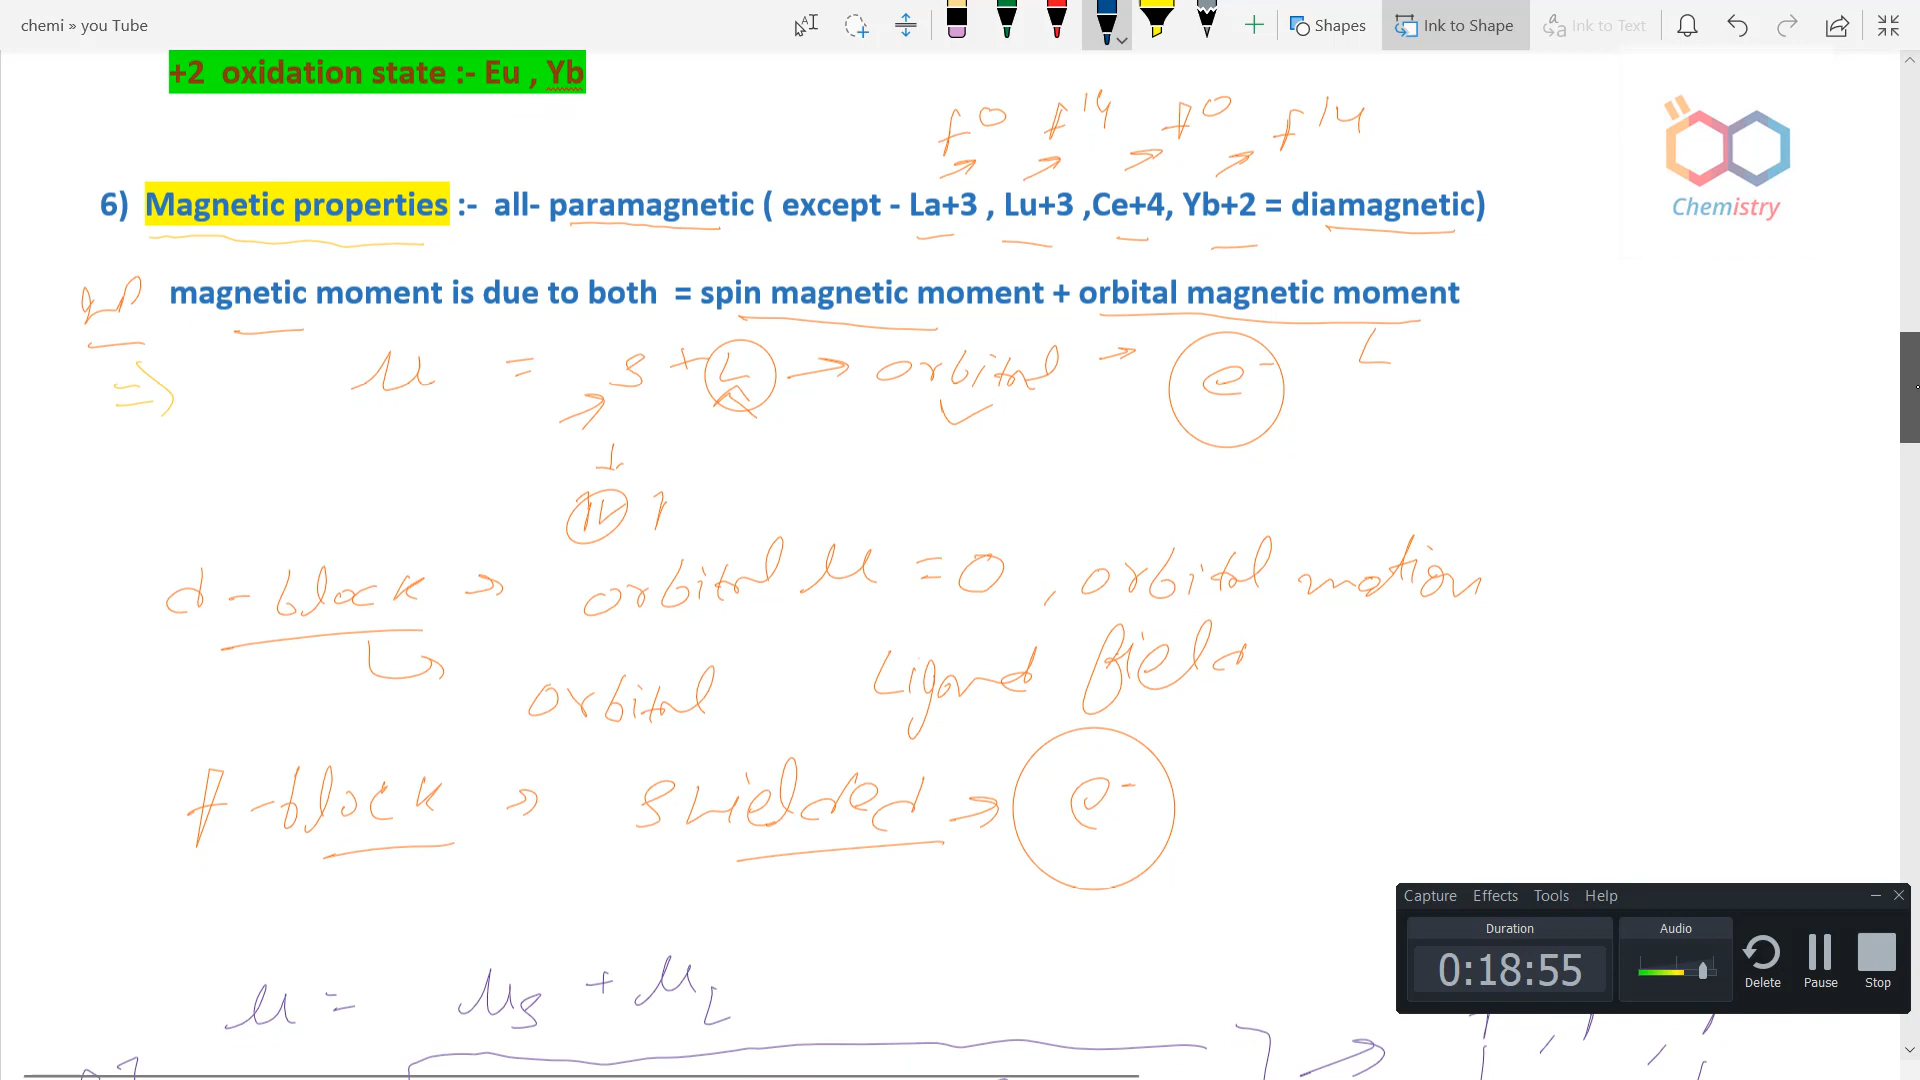 chemi » you Tube
Shapes Ink to Shape Ink to Text
+2 oxidation state :- Eu , Yb
f0 f14 f0 f14
6) Magnetic properties :- all- paramagnetic ( except - La+3 , Lu+3 ,Ce+4, Yb+2 = diamagnetic)
Chemistry
magnetic moment is due to both = spin magnetic moment + orbital magnetic moment
μ = s + L → orbital → e- L
d-block → orbital μ = 0 , orbital motion
orbital Ligand field
f-block → shielded → e-
Capture Effects Tools Help
Duration Audio
0:18:55
Delete Pause Stop
μ = μs + μL